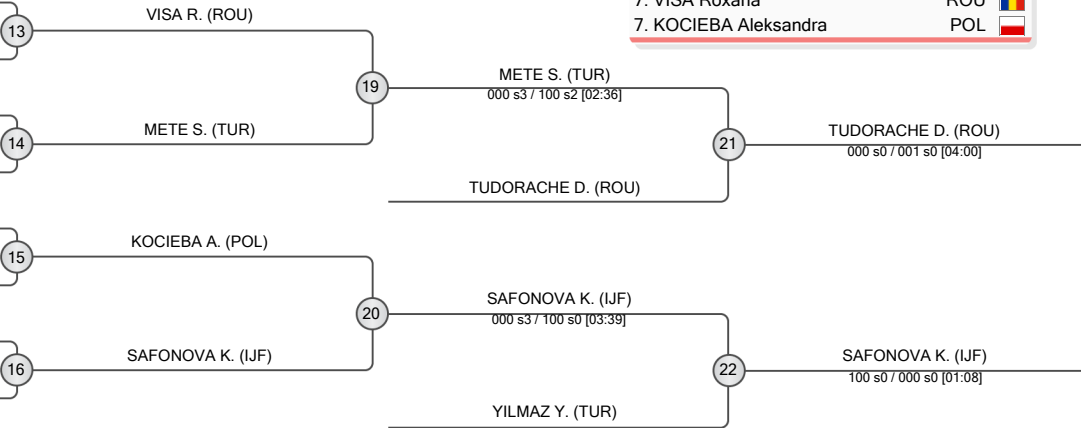 7. VISA Roxana ROU
7. KOCIEBA Aleksandra POL
VISA R. (ROU)
13
19
METE S. (TUR)
000 s3 / 100 s2 [02:36]
14
METE S. (TUR)
21
TUDORACHE D. (ROU)
000 s0 / 001 s0 [04:00]
TUDORACHE D. (ROU)
KOCIEBA A. (POL)
15
20
SAFONOVA K. (IJF)
000 s3 / 100 s0 [03:39]
16
SAFONOVA K. (IJF)
22
SAFONOVA K. (IJF)
100 s0 / 000 s0 [01:08]
YILMAZ Y. (TUR)